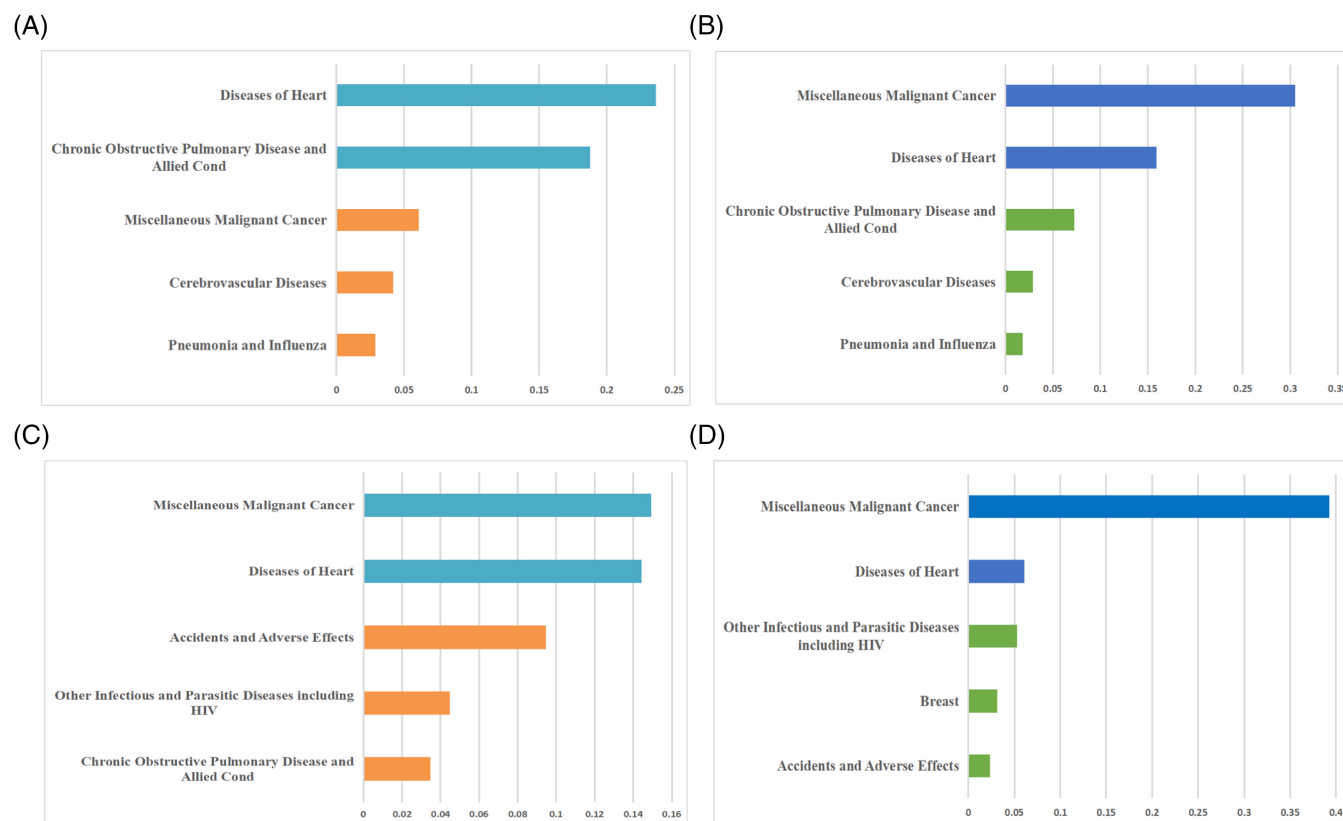 (A)
Diseases of Heart
Chronic Obstructive Pulmonary Disease and
Allied Cond
Miscellaneous Malignant Cancer
Cerebrovascular Diseases
Pneumonia and Influenza
0 0.05 0.1 0.15 0.2 0.25
(B)
Miscellaneous Malignant Cancer
Diseases of Heart
Chronic Obstructive Pulmonary Disease and
Allied Cond
Cerebrovascular Diseases
Pneumonia and Influenza
0 0.05 0.1 0.15 0.2 0.25 0.3 0.35
(C)
Miscellaneous Malignant Cancer
Diseases of Heart
Accidents and Adverse Effects
Other Infectious and Parasitic Diseases including
HIV
Chronic Obstructive Pulmonary Disease and
Allied Cond
0 0.02 0.04 0.06 0.08 0.1 0.12 0.14 0.16
(D)
Miscellaneous Malignant Cancer
Diseases of Heart
Other Infectious and Parasitic Diseases
including HIV
Breast
Accidents and Adverse Effects
0 0.05 0.1 0.15 0.2 0.25 0.3 0.35 0.4